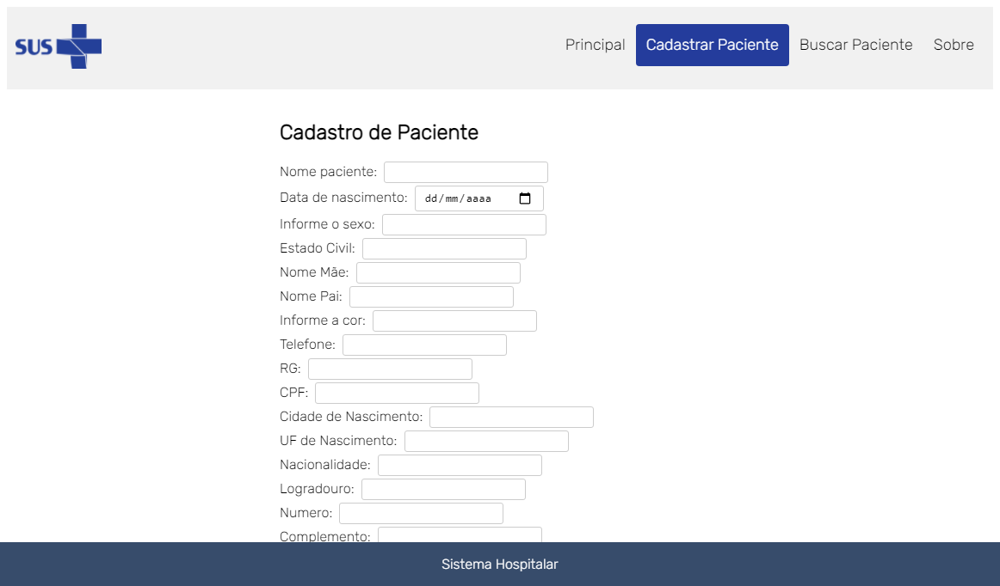 SUS
Principal Cadastrar Paciente Buscar Paciente Sobre
Cadastro de Paciente
Nome paciente:
Data de nascimento: dd/mm/aaaa
Informe o sexo:
Estado Civil:
Nome Mãe:
Nome Pai:
Informe a cor:
Telefone:
RG:
CPF:
Cidade de Nascimento:
UF de Nascimento:
Nacionalidade:
Logradouro:
Numero:
Complemento:
Sistema Hospitalar